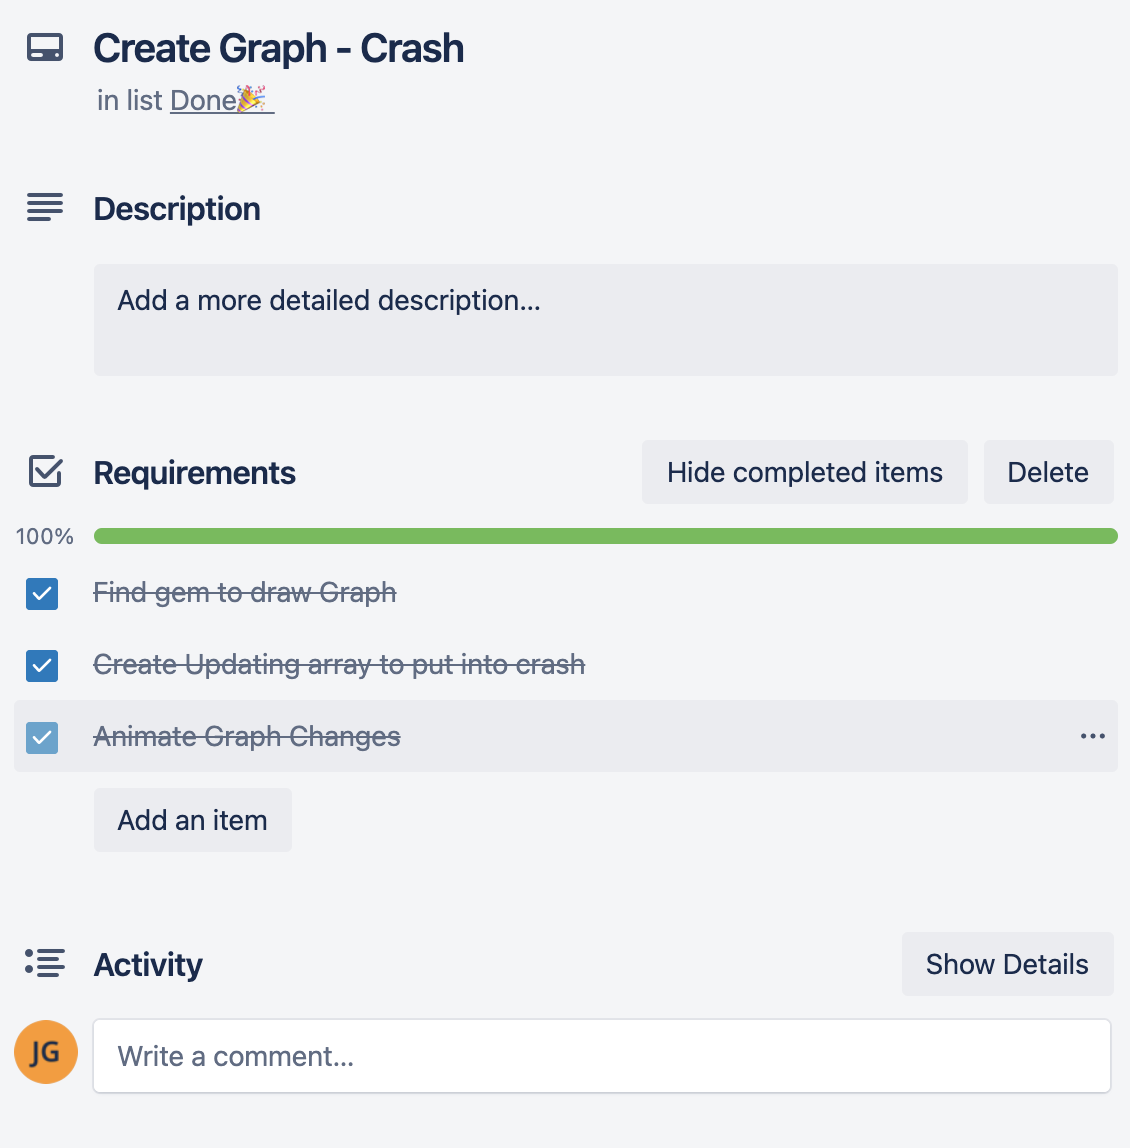 Create Graph - Crash
in list Done🎉
Description
Add a more detailed description...
Requirements
Hide completed items
Delete
100%
Find gem to draw Graph
Create Updating array to put into crash
Animate Graph Changes
Add an item
Activity
Show Details
JG
Write a comment...